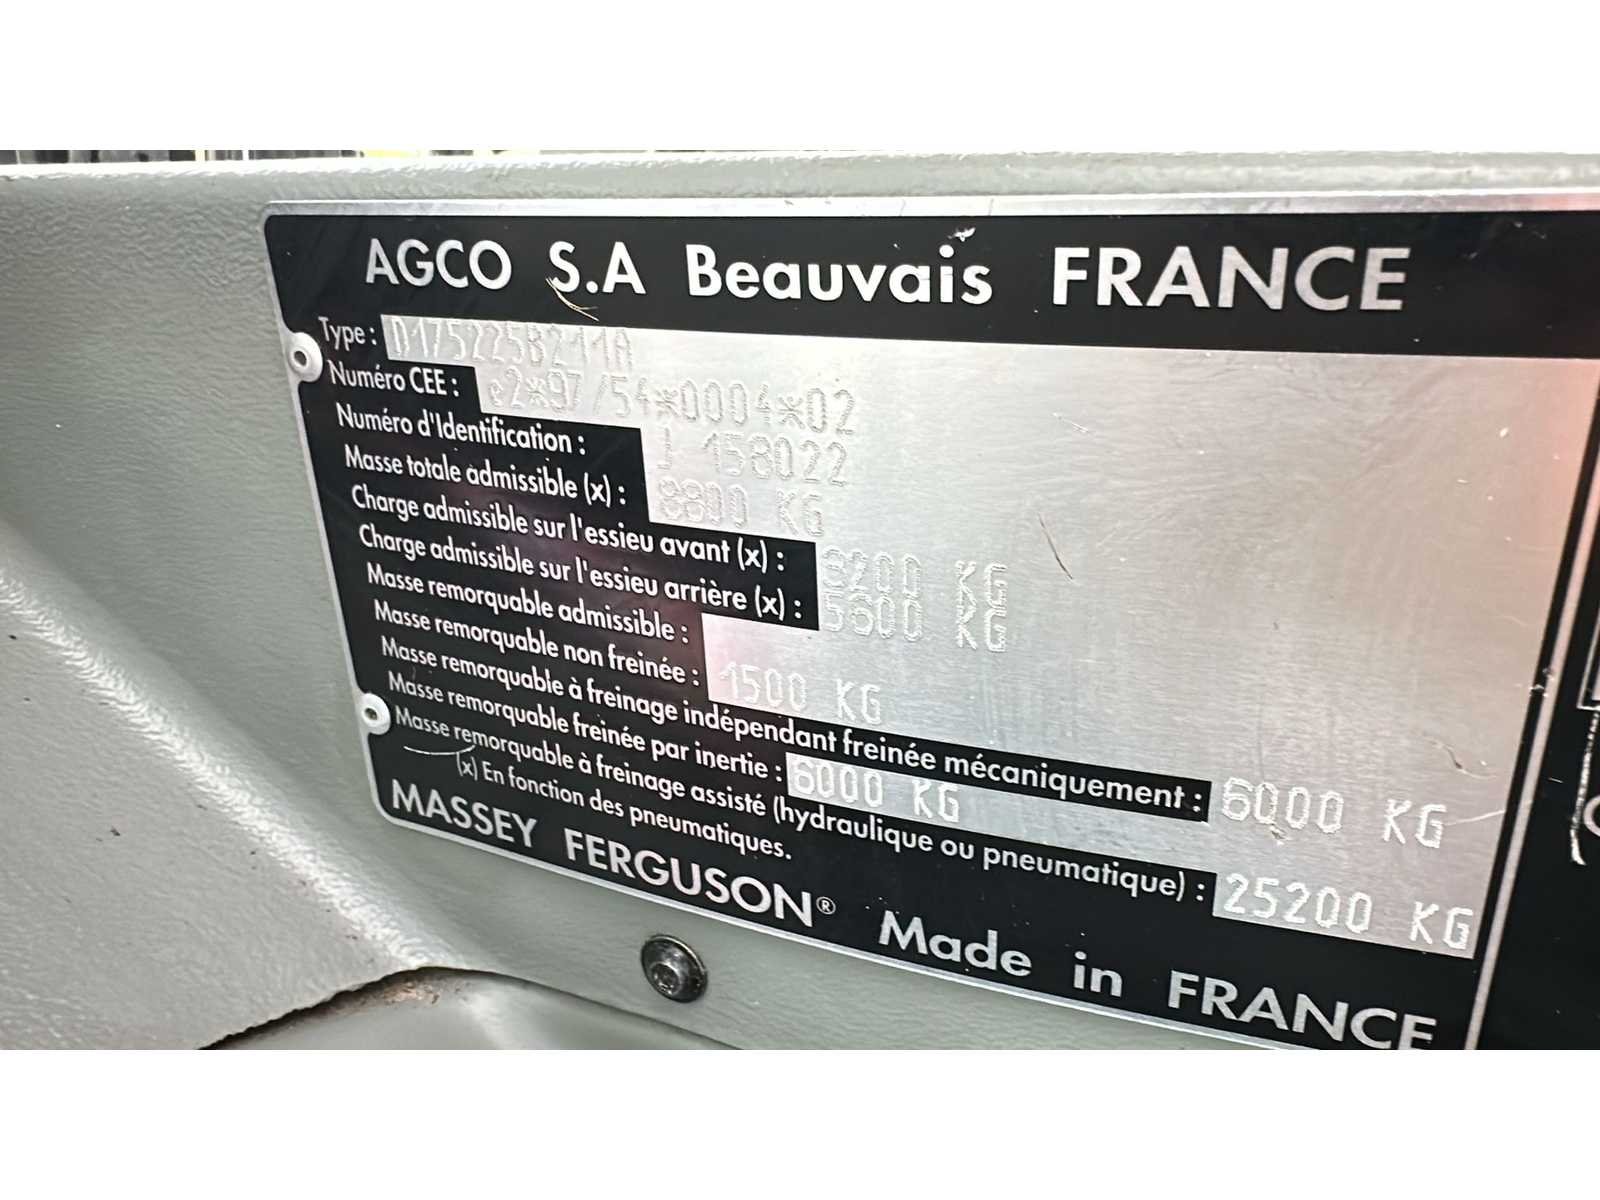 AGCO S.A Beauvais FRANCE
Type : D175225B211A
Numéro CEE : e2*97/54*0004*02
Numéro d'Identification : J 158022
Masse totale admissible (x) : 8800 KG
Charge admissible sur l'essieu avant (x) : 3200 KG
Charge admissible sur l'essieu arrière (x) : 5600 KG
Masse remorquable admissible :
Masse remorquable non freinée : 1500 KG
Masse remorquable à freinage indépendant freinée mécaniquement : 6000 KG
Masse remorquable freinée par inertie : 6000 KG
Masse remorquable à freinage assisté (hydraulique ou pneumatique) : 25200 KG
(x) En fonction des pneumatiques.
MASSEY FERGUSON® Made in FRANCE